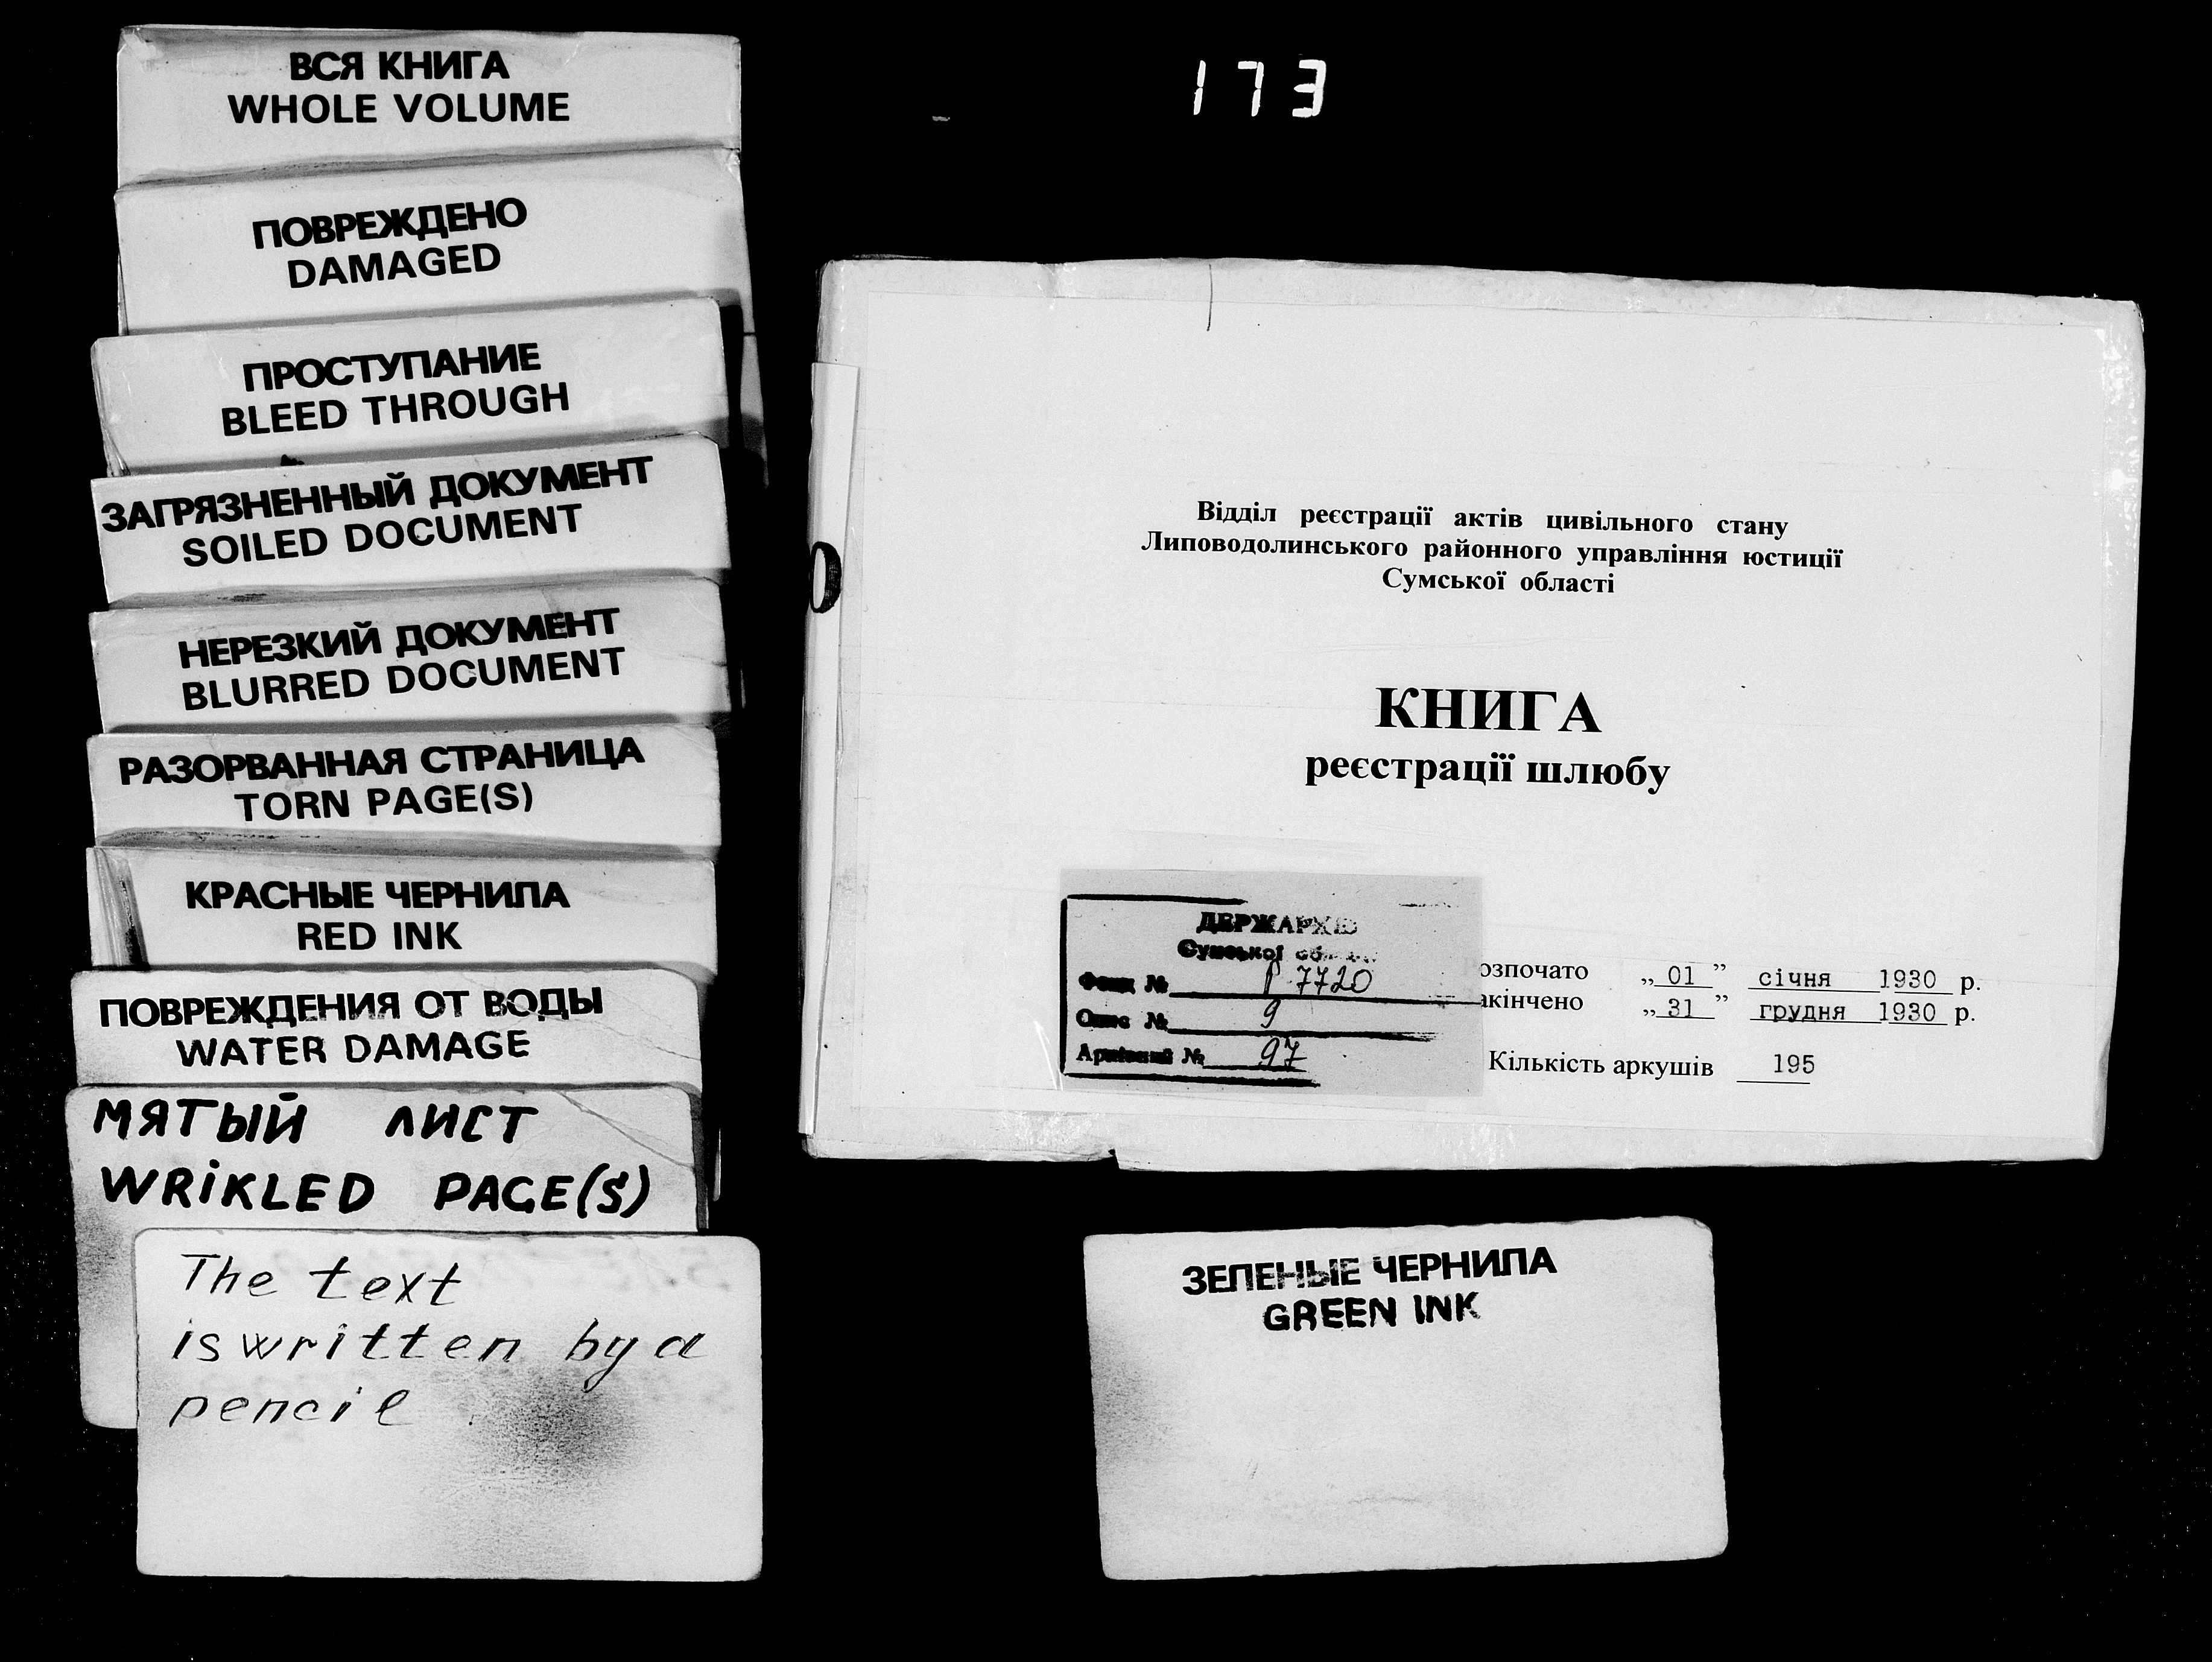 ВСЯ КНИГА
WHOLE VOLUME
ПОВРЕЖДЕНО
DAMAGED
ПРОСТУПАНИЕ
BLEED THROUGH
ЗАГРЯЗНЕННЫЙ ДОКУМЕНТ
SOILED DOCUMENT
НЕРЕЗКИЙ ДОКУМЕНТ
BLURRED DOCUMENT
РАЗОРВАННАЯ СТРАНИЦА
TORN PAGE(S)
КРАСНЫЕ ЧЕРНИЛА
RED INK
ПОВРЕЖДЕНИЯ ОТ ВОДЫ
WATER DAMAGE
МЯТЫЙ ЛИСТ
WRIKLED PAGE(S)
The text
is written by a
pencil
173
Відділ реєстрації актів цивільного стану
Липоводолинського районного управління юстиції
Сумської області
КНИГА
реєстрації шлюбу
ДЕРЖАРХІВ
Сумської
Фонд № Р 7720
Опис № 9
Архівний № 97
озпочато „ 01 ” січня 1930 р.
акінчено „ 31 ” грудня 1930 р.
Кількість аркушів 195
ЗЕЛЕНЫЕ ЧЕРНИЛА
GREEN INK